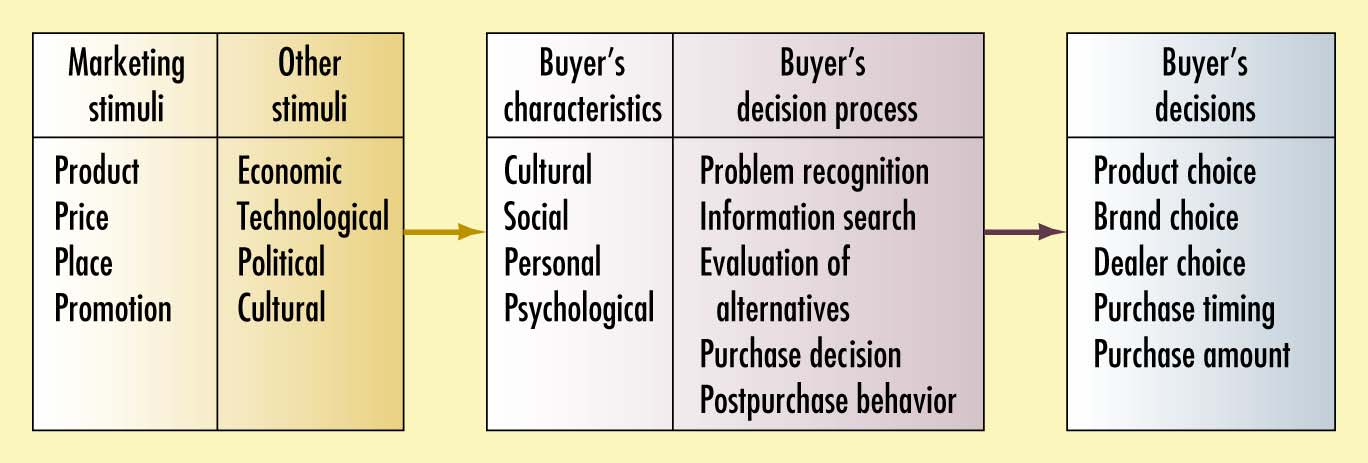 Marketing
stimuli
Other
stimuli
Product
Price
Place
Promotion
Economic
Technological
Political
Cultural
Buyer's
characteristics
Buyer's
decision process
Cultural
Social
Personal
Psychological
Problem recognition
Information search
Evaluation of
alternatives
Purchase decision
Postpurchase behavior
Buyer's
decisions
Product choice
Brand choice
Dealer choice
Purchase timing
Purchase amount